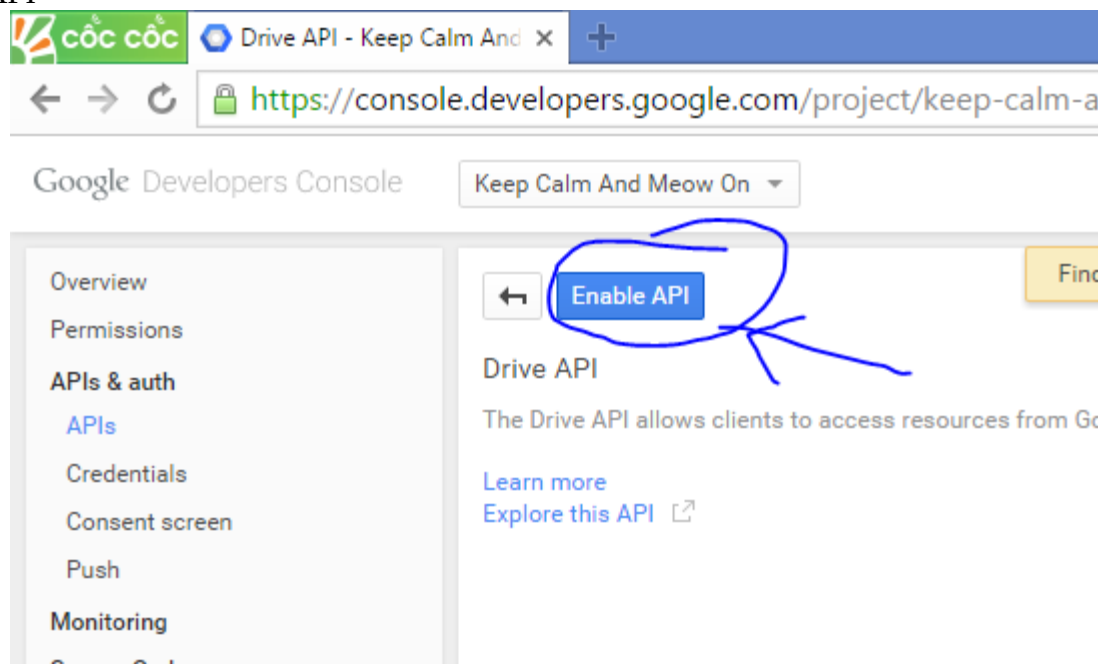 cốc cốc Drive API - Keep Calm And
https://console.developers.google.com/project/keep-calm-a
Google Developers Console Keep Calm And Meow On
Overview
Permissions
APIs & auth
APIs
Credentials
Consent screen
Push
Monitoring
Enable API
Drive API
The Drive API allows clients to access resources from Go
Learn more
Explore this API
Find